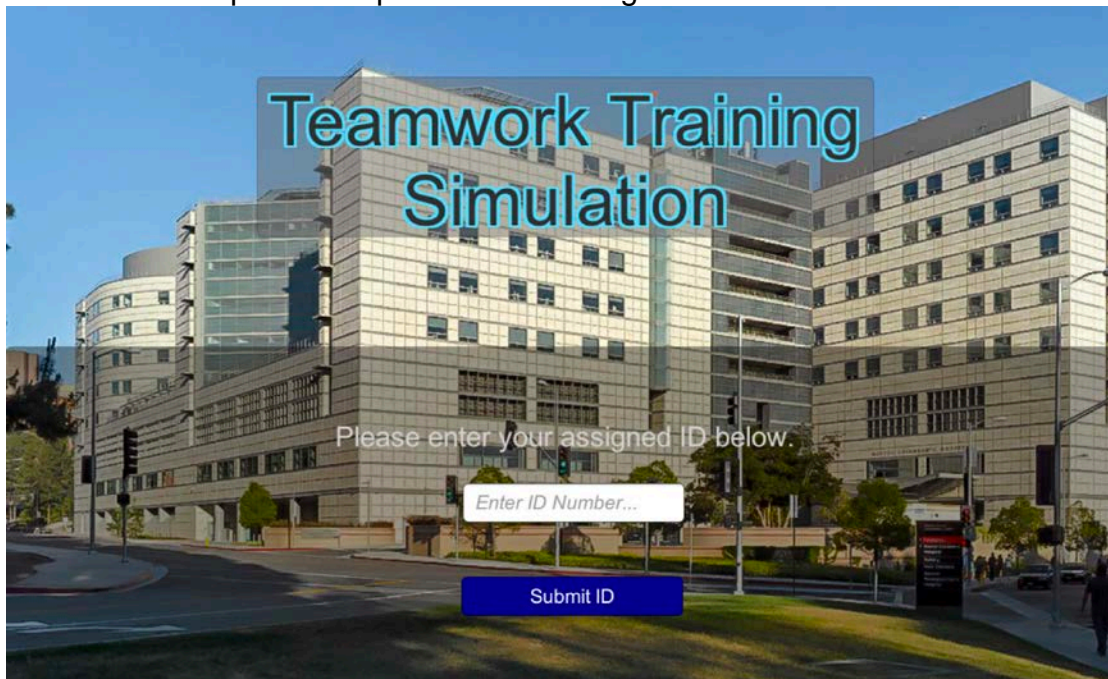 Teamwork Training
Simulation
Please enter your assigned ID below.
Enter ID Number...
Submit ID